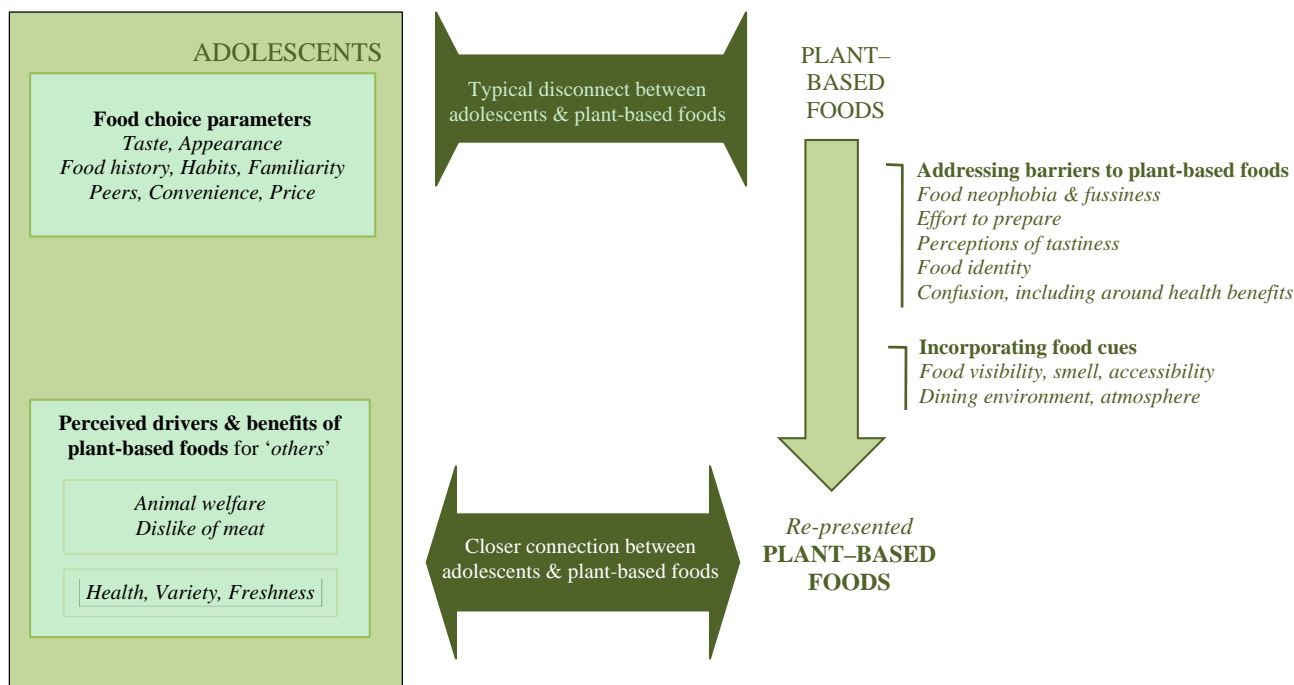 ADOLESCENTS
Food choice parameters
Taste, Appearance
Food history, Habits, Familiarity
Peers, Convenience, Price
Perceived drivers & benefits of
plant-based foods for ‘others’
Animal welfare
Dislike of meat
Health, Variety, Freshness
Typical disconnect between
adolescents & plant-based foods
Closer connection between
adolescents & plant-based foods
PLANT–
BASED
FOODS
Addressing barriers to plant-based foods
Food neophobia & fussiness
Effort to prepare
Perceptions of tastiness
Food identity
Confusion, including around health benefits
Incorporating food cues
Food visibility, smell, accessibility
Dining environment, atmosphere
Re-presented
PLANT–BASED
FOODS